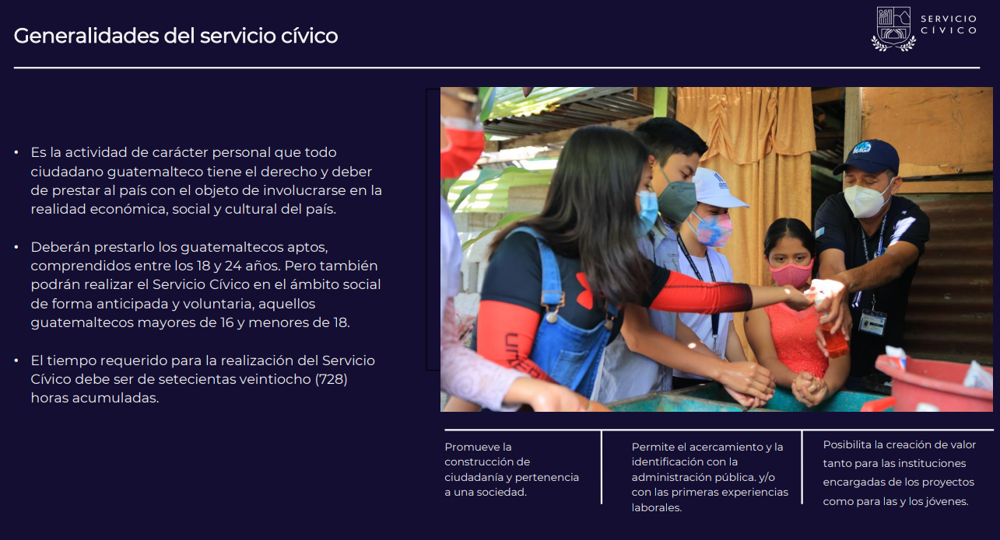 Generalidades del servicio cívico
SERVICIO
CÍVICO
• Es la actividad de carácter personal que todo
ciudadano guatemalteco tiene el derecho y deber
de prestar al país con el objeto de involucrarse en la
realidad económica, social y cultural del país.
• Deberán prestarlo los guatemaltecos aptos,
comprendidos entre los 18 y 24 años. Pero también
podrán realizar el Servicio Cívico en el ámbito social
de forma anticipada y voluntaria, aquellos
guatemaltecos mayores de 16 y menores de 18.
• El tiempo requerido para la realización del Servicio
Cívico debe ser de setecientas veintiocho (728)
horas acumuladas.
MAGA
Promueve la
construcción de
ciudadanía y pertenencia
a una sociedad.
Permite el acercamiento y la
identificación con la
administración pública. y/o
con las primeras experiencias
laborales.
Posibilita la creación de valor
tanto para las instituciones
encargadas de los proyectos
como para las y los jóvenes.